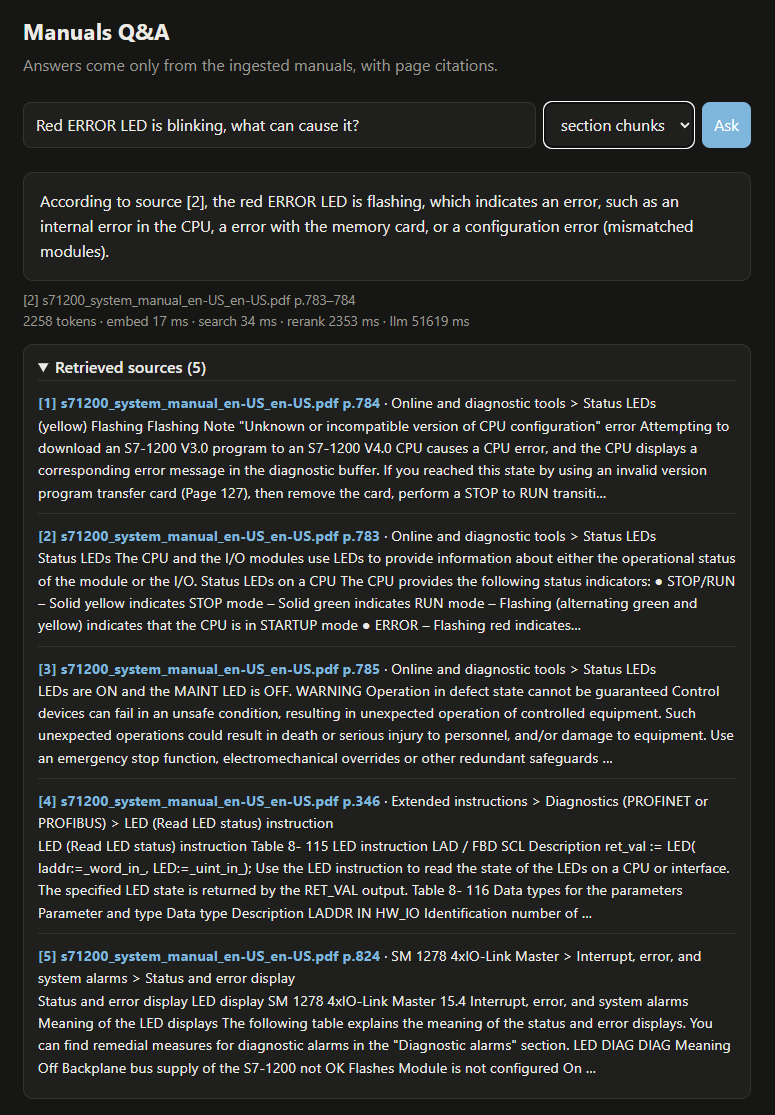 Manuals Q&A
Answers come only from the ingested manuals, with page citations.
Red ERROR LED is blinking, what can cause it?
section chunks
Ask
According to source [2], the red ERROR LED is flashing, which indicates an error, such as an
internal error in the CPU, a error with the memory card, or a configuration error (mismatched
modules).
[2] s71200_system_manual_en-US_en-US.pdf p.783–784
2258 tokens · embed 17 ms · search 34 ms · rerank 2353 ms · llm 51619 ms
▼ Retrieved sources (5)
[1] s71200_system_manual_en-US_en-US.pdf p.784 · Online and diagnostic tools > Status LEDs
(yellow) Flashing Flashing Note "Unknown or incompatible version of CPU configuration" error Attempting to
download an S7-1200 V3.0 program to an S7-1200 V4.0 CPU causes a CPU error, and the CPU displays a
corresponding error message in the diagnostic buffer. If you reached this state by using an invalid version
program transfer card (Page 127), then remove the card, perform a STOP to RUN transiti...
[2] s71200_system_manual_en-US_en-US.pdf p.783 · Online and diagnostic tools > Status LEDs
Status LEDs The CPU and the I/O modules use LEDs to provide information about either the operational status
of the module or the I/O. Status LEDs on a CPU The CPU provides the following status indicators: ● STOP/RUN
– Solid yellow indicates STOP mode – Solid green indicates RUN mode – Flashing (alternating green and
yellow) indicates that the CPU is in STARTUP mode ● ERROR – Flashing red indicates...
[3] s71200_system_manual_en-US_en-US.pdf p.785 · Online and diagnostic tools > Status LEDs
LEDs are ON and the MAINT LED is OFF. WARNING Operation in defect state cannot be guaranteed Control
devices can fail in an unsafe condition, resulting in unexpected operation of controlled equipment. Such
unexpected operations could result in death or serious injury to personnel, and/or damage to equipment. Use
an emergency stop function, electromechanical overrides or other redundant safeguards ...
[4] s71200_system_manual_en-US_en-US.pdf p.346 · Extended instructions > Diagnostics (PROFINET or
PROFIBUS) > LED (Read LED status) instruction
LED (Read LED status) instruction Table 8- 115 LED instruction LAD / FBD SCL Description ret_val := LED(
laddr:=_word_in_, LED:=_uint_in_); Use the LED instruction to read the state of the LEDs on a CPU or interface.
The specified LED state is returned by the RET_VAL output. Table 8- 116 Data types for the parameters
Parameter and type Data type Description LADDR IN HW_IO Identification number of ...
[5] s71200_system_manual_en-US_en-US.pdf p.824 · SM 1278 4xIO-Link Master > Interrupt, error, and
system alarms > Status and error display
Status and error display LED display SM 1278 4xIO-Link Master 15.4 Interrupt, error, and system alarms
Meaning of the LED displays The following table explains the meaning of the status and error displays. You
can find remedial measures for diagnostic alarms in the "Diagnostic alarms" section. LED DIAG DIAG Meaning
Off Backplane bus supply of the S7-1200 not OK Flashes Module is not configured On ...